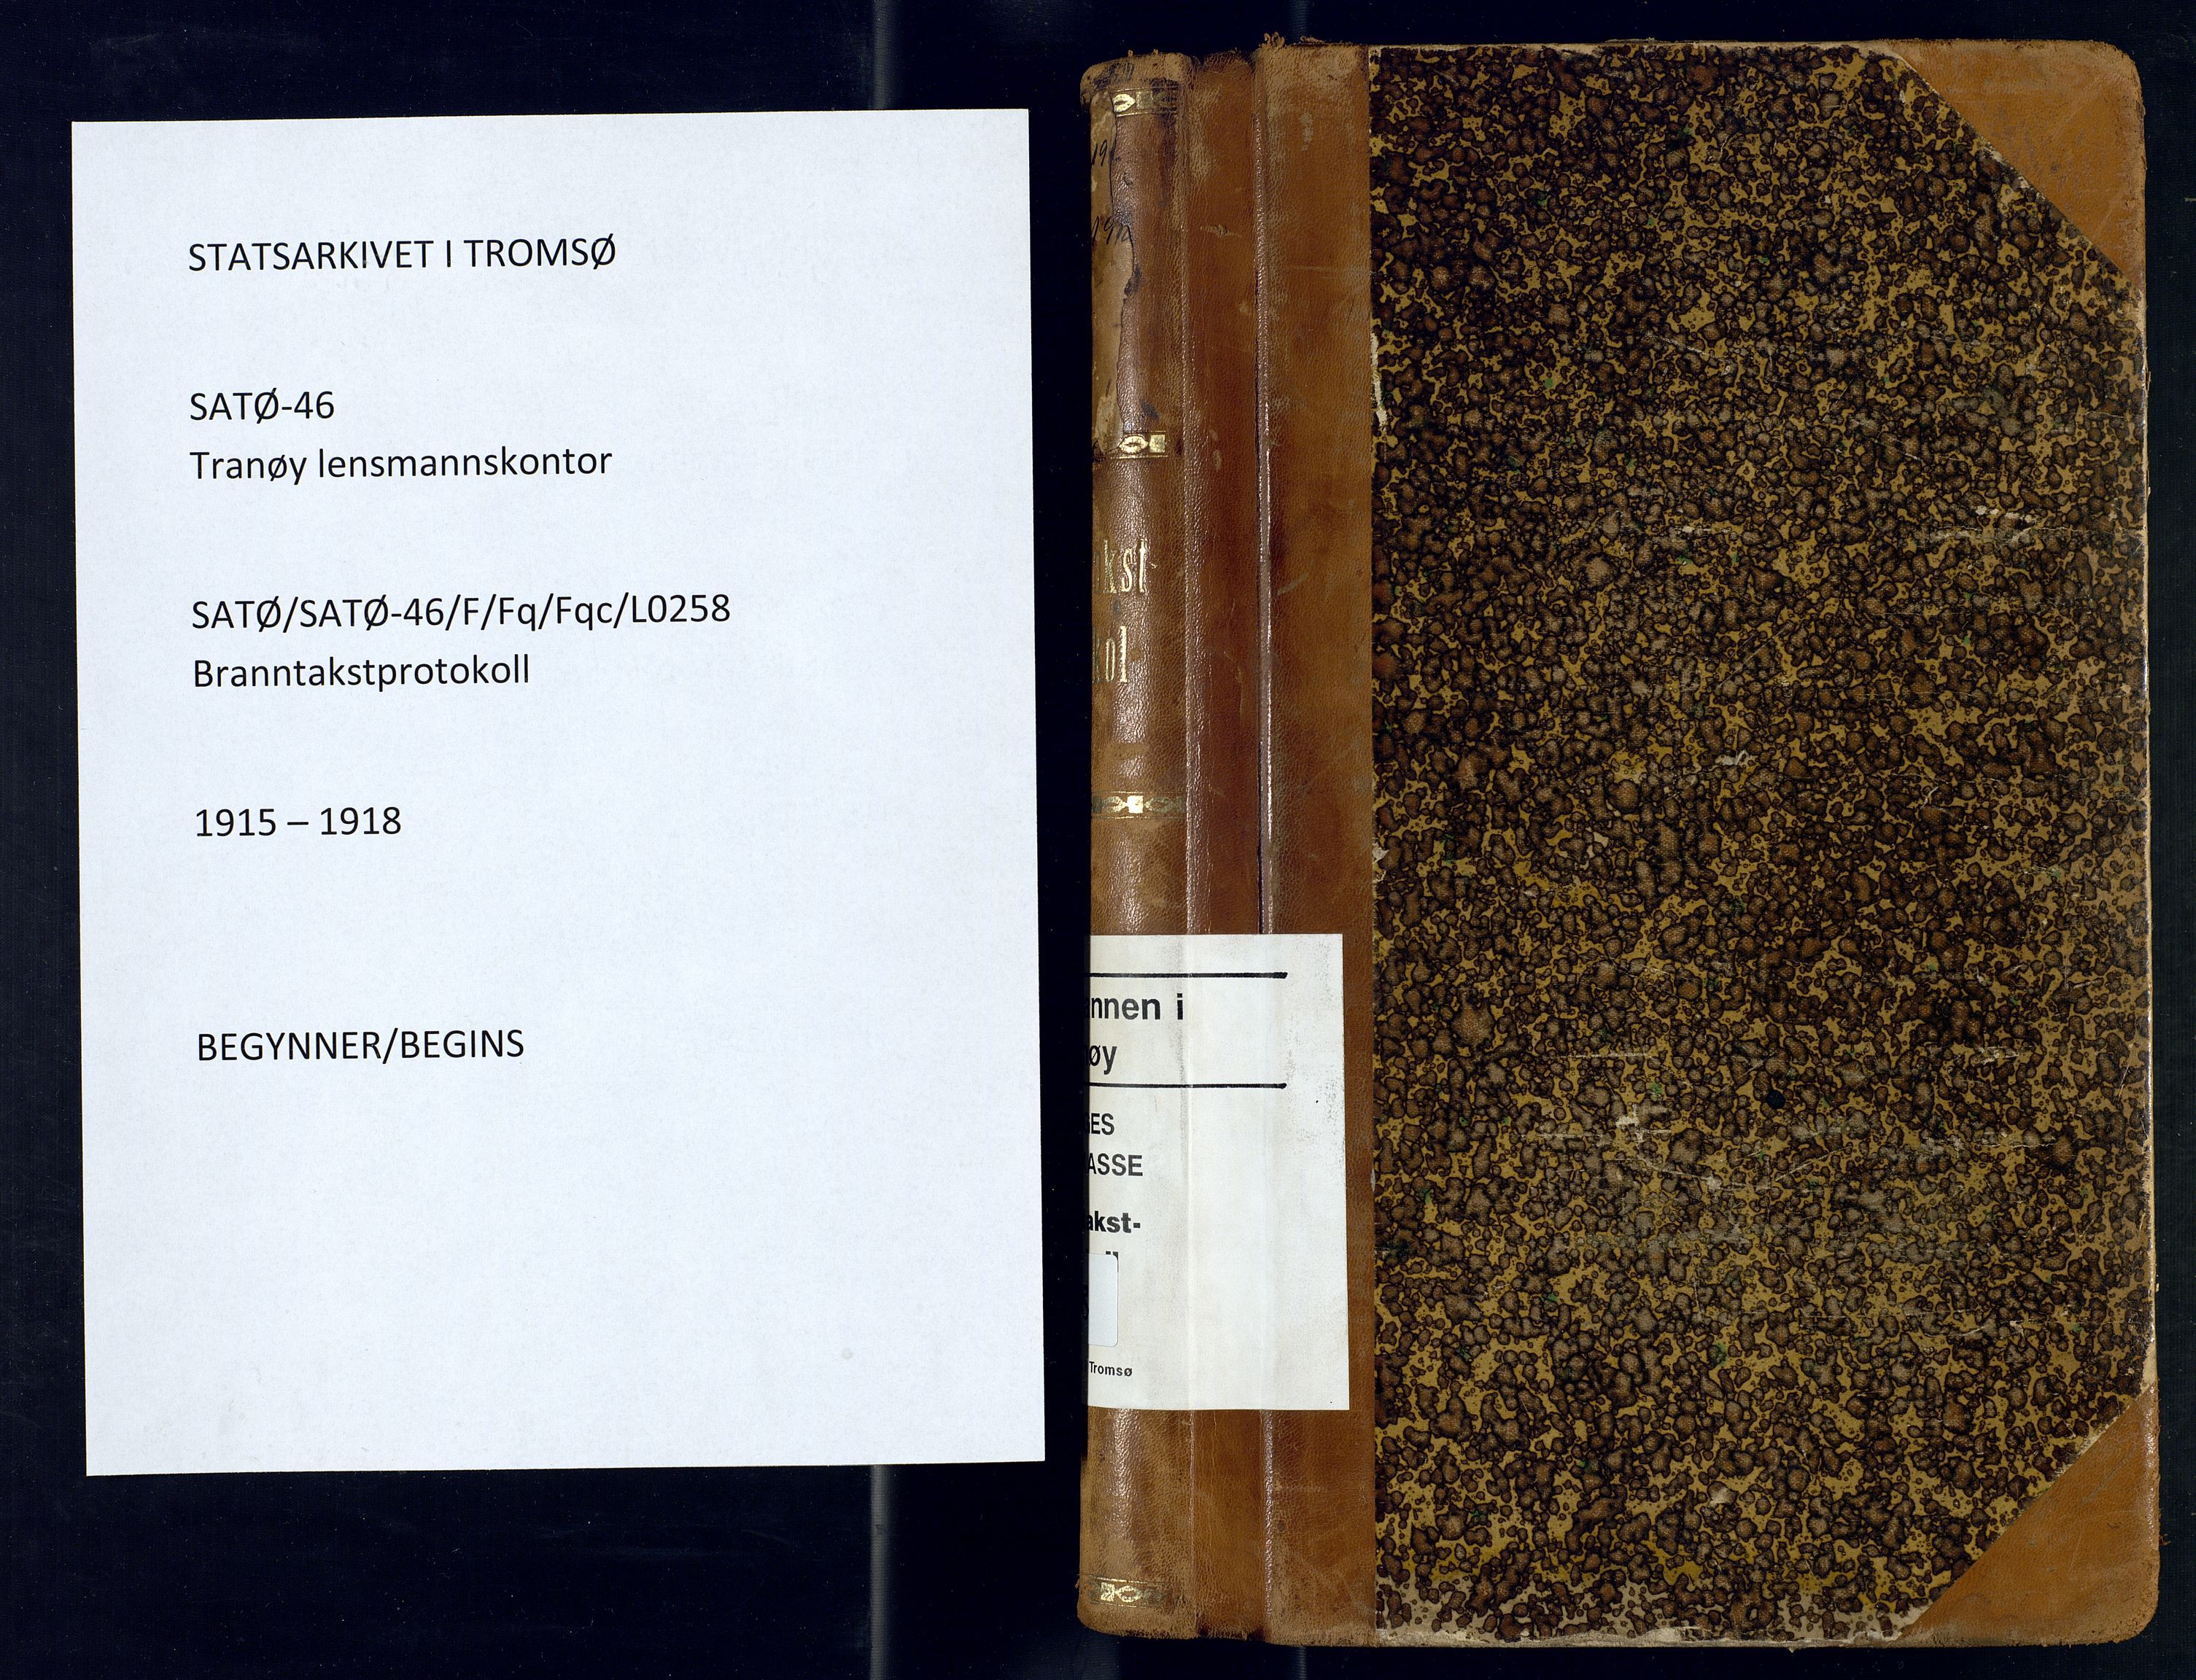 STATSARKIVET I TROMSØ
SATØ-46
Tranøy lensmannskontor
SATØ/SATØ-46/F/Fq/Fqc/L0258
Branntakstprotokoll
1915 – 1918
BEGYNNER/BEGINS
akst
kol
nnen i
øy
GES
ASSE
akst-
Tromsø